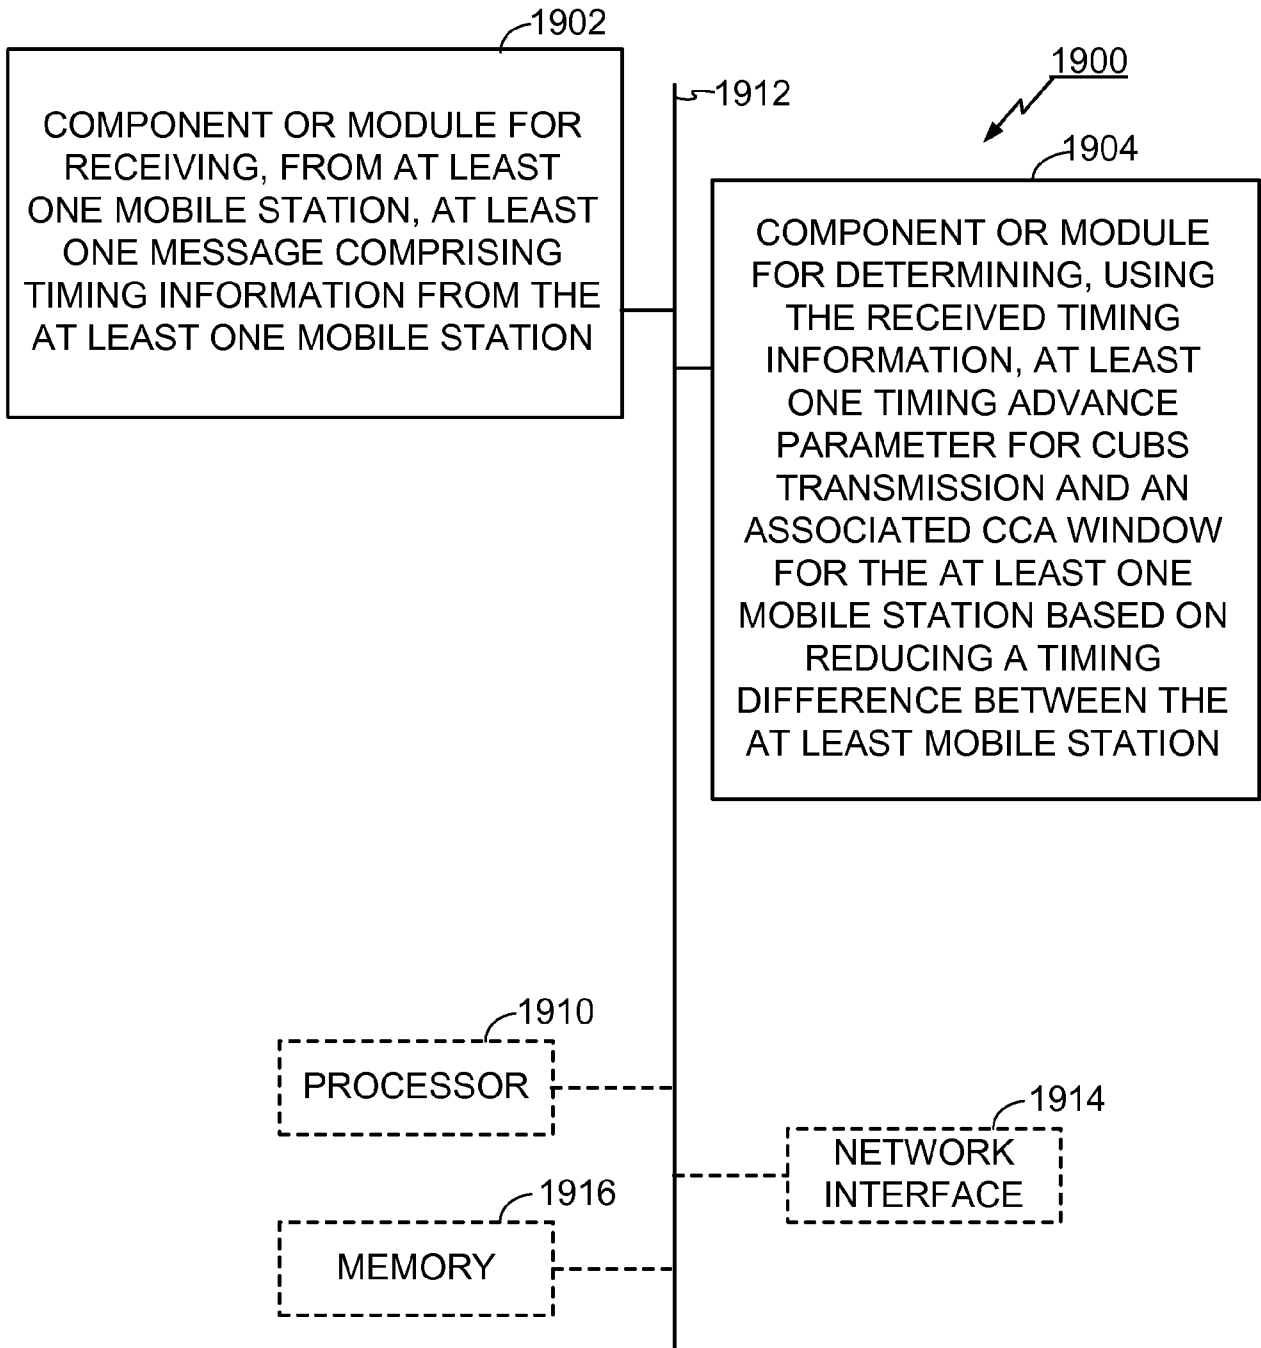 1902
COMPONENT OR MODULE FOR
RECEIVING, FROM AT LEAST
ONE MOBILE STATION, AT LEAST
ONE MESSAGE COMPRISING
TIMING INFORMATION FROM THE
AT LEAST ONE MOBILE STATION
1912
1900
1904
COMPONENT OR MODULE
FOR DETERMINING, USING
THE RECEIVED TIMING
INFORMATION, AT LEAST
ONE TIMING ADVANCE
PARAMETER FOR CUBS
TRANSMISSION AND AN
ASSOCIATED CCA WINDOW
FOR THE AT LEAST ONE
MOBILE STATION BASED ON
REDUCING A TIMING
DIFFERENCE BETWEEN THE
AT LEAST MOBILE STATION
1910
PROCESSOR
1914
NETWORK
INTERFACE
1916
MEMORY